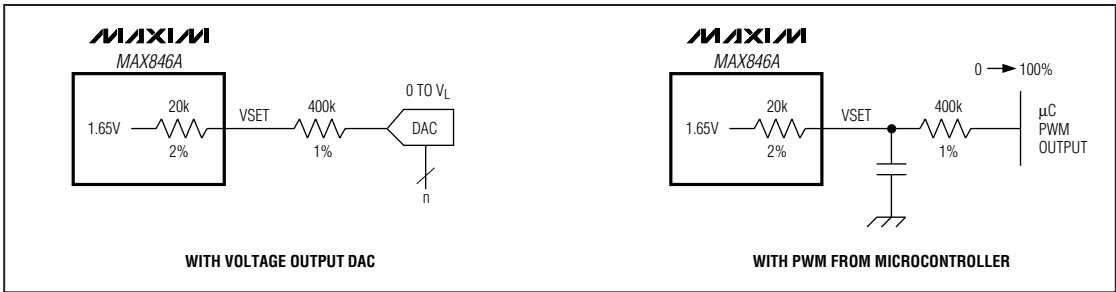 MAXIM
MAX846A
1.65V
20k
2%
VSET
400k
1%
0 TO VL
DAC
n
WITH VOLTAGE OUTPUT DAC
MAXIM
MAX846A
1.65V
20k
2%
VSET
400k
1%
0 → 100%
µC
PWM
OUTPUT
WITH PWM FROM MICROCONTROLLER